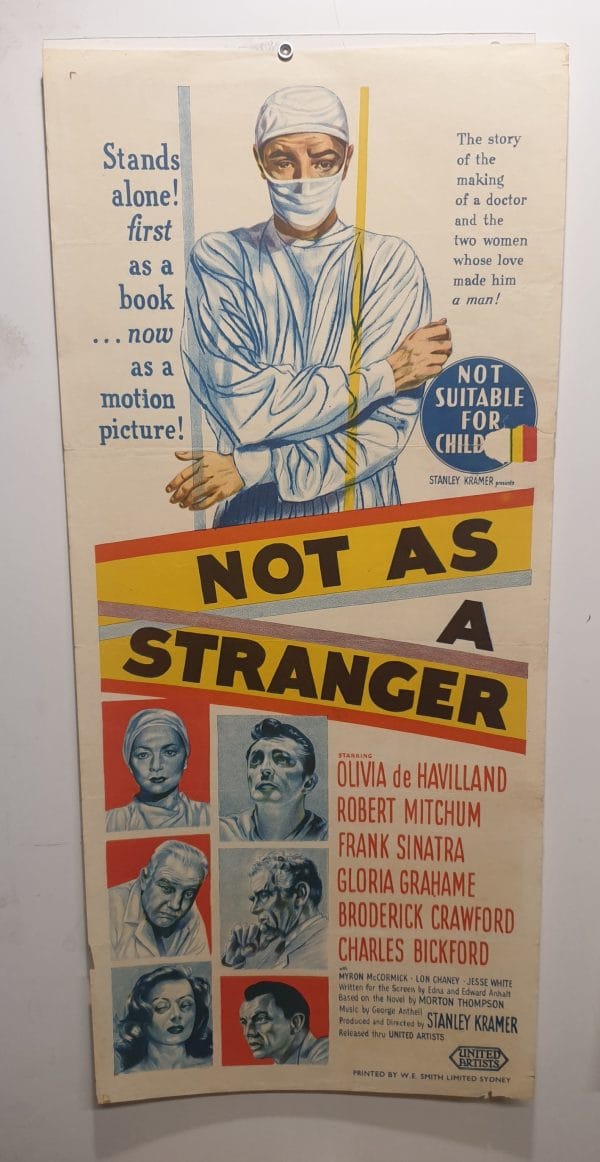 Stands
alone!
first
as a
book
...now
as a
motion
picture!
The story
of the
making
of a doctor
and the
two women
whose love
made him
a man!
NOT
SUITABLE
FOR
CHILD
STANLEY KRAMER presents
NOT AS
A
STRANGER
STARRING
OLIVIA de HAVILLAND
ROBERT MITCHUM
FRANK SINATRA
GLORIA GRAHAME
BRODERICK CRAWFORD
CHARLES BICKFORD
with
MYRON McCORMICK · LON CHANEY · JESSE WHITE
Written for the Screen by Edna and Edward Anhalt
Based on the Novel by MORTON THOMPSON
Music by George Antheil
Produced and Directed by STANLEY KRAMER
Released thru UNITED ARTISTS
UNITED
ARTISTS
PRINTED BY W. E. SMITH LIMITED SYDNEY